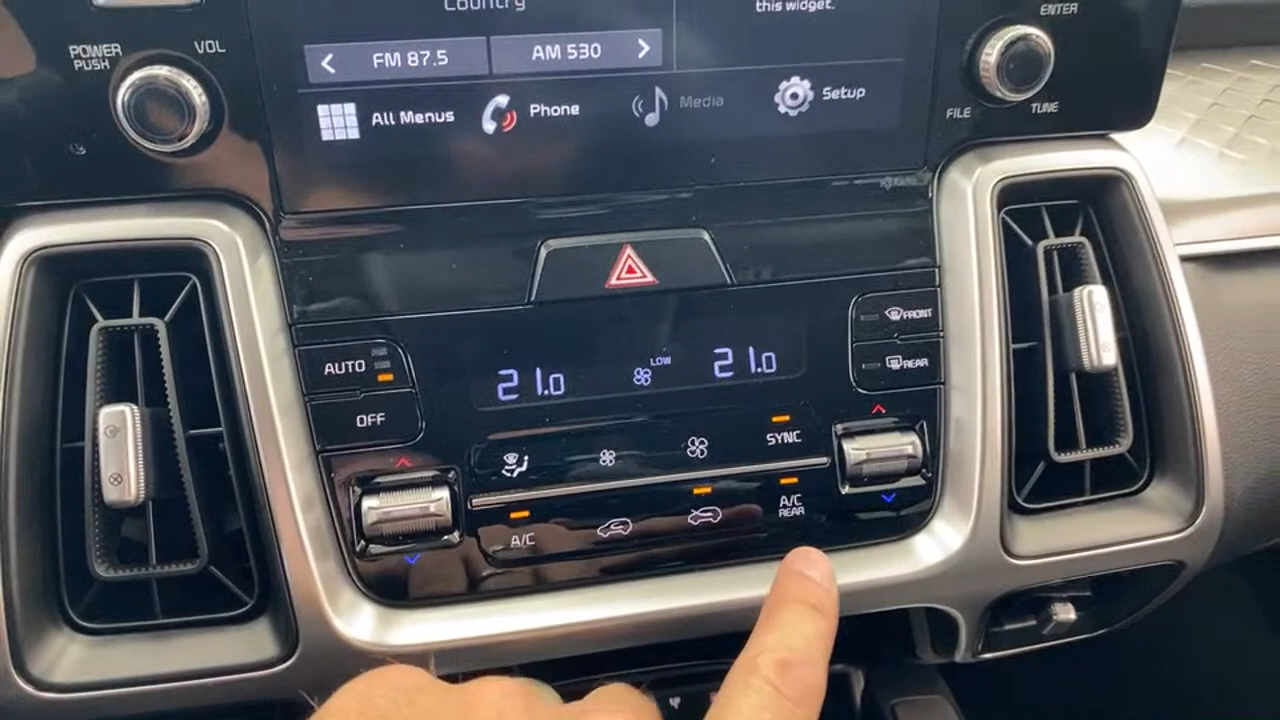 Country
this widget.
ENTER
POWER
PUSH
VOL
FM 87.5
AM 530
All Menus
Phone
Media
Setup
FILE
TUNE
FRONT
AUTO
21.0
LOW
21.0
REAR
OFF
SYNC
A/C
A/C
REAR